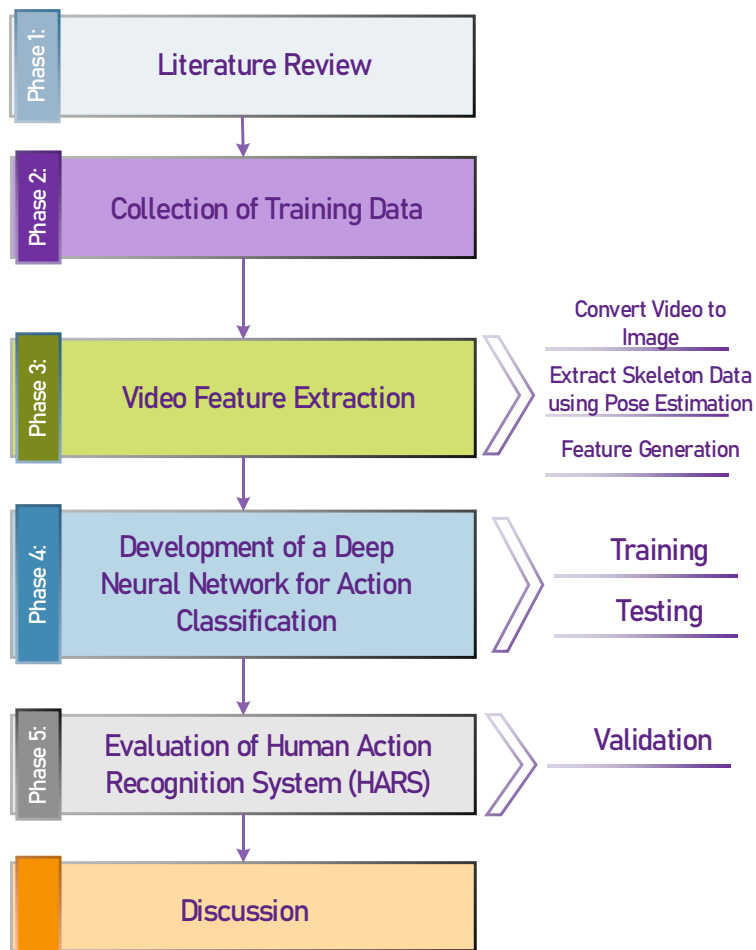 Phase 1:
Literature Review
Phase 2:
Collection of Training Data
Phase 3:
Video Feature Extraction
Convert Video to
Image
Extract Skeleton Data
using Pose Estimation
Feature Generation
Phase 4:
Development of a Deep
Neural Network for Action
Classification
Training
Testing
Phase 5:
Evaluation of Human Action
Recognition System (HARS)
Validation
Discussion